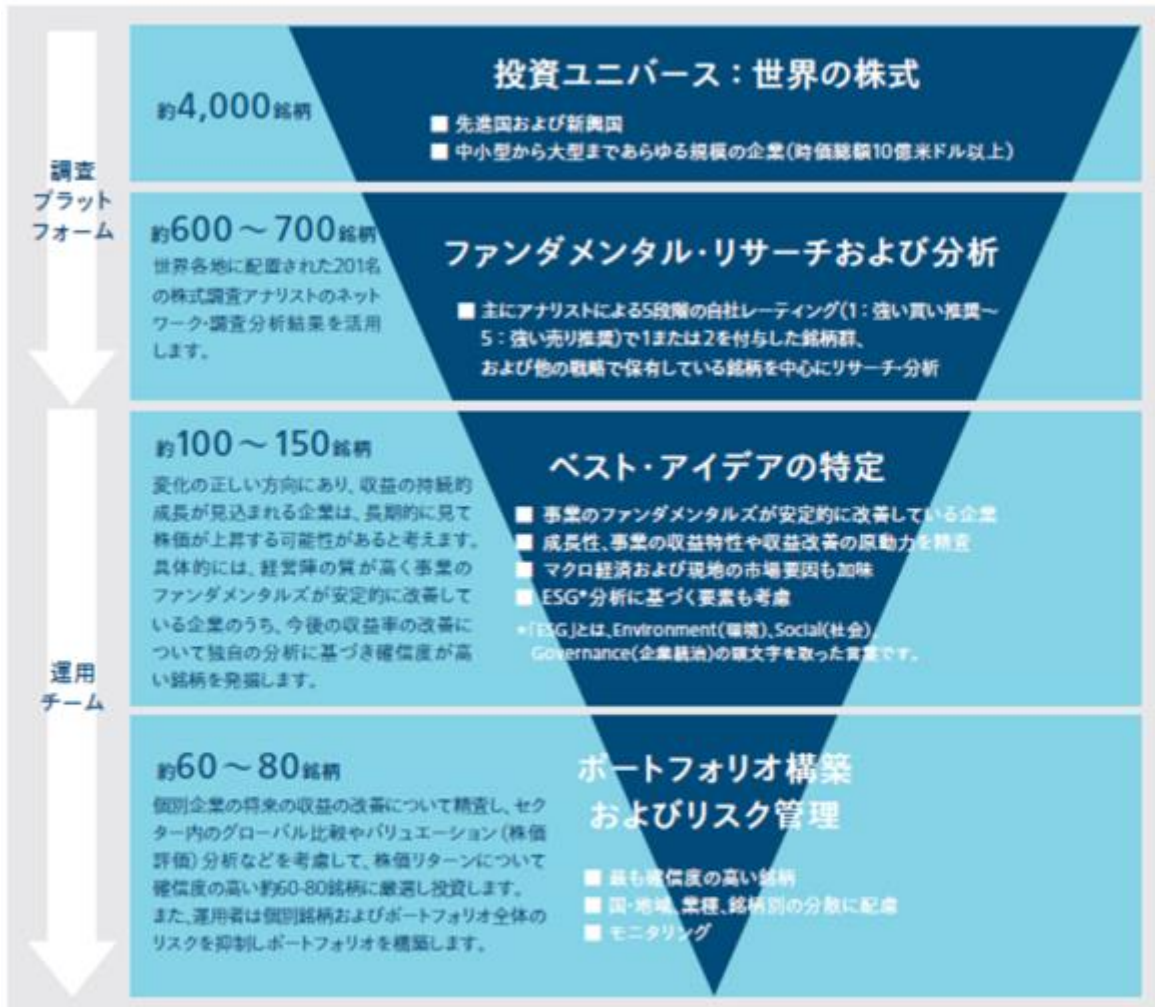 調査
プラット
フォーム
約4,000銘柄
投資ユニバース：世界の株式
■ 先進国および新興国
■ 中小型から大型まであらゆる規模の企業（時価総額10億米ドル以上）
約600～700銘柄
世界各地に配置された201名
の株式調査アナリストのネット
ワーク・調査分析結果を活用
します。
ファンダメンタル・リサーチおよび分析
■ 主にアナリストによる5段階の自社レーティング（1：強い買い推奨～
5：強い売り推奨）で1または2を付与した銘柄群、
および他の戦略で保有している銘柄を中心にリサーチ・分析
運用
チーム
約100～150銘柄
変化の正しい方向にあり、収益の持続的
成長が見込まれる企業は、長期的に見て
株価が上昇する可能性があると考えます。
具体的には、経営陣の質が高く事業の
ファンダメンタルズが安定的に改善して
いる企業のうち、今後の収益率の改善に
ついて独自の分析に基づき確信度が高
い銘柄を発掘します。
ベスト・アイデアの特定
■ 事業のファンダメンタルズが安定的に改善している企業
■ 成長性、事業の収益特性や収益改善の原動力を精査
■ マクロ経済および現地の市場要因も加味
■ ESG*分析に基づく要素も考慮
*「ESG」とは、Environment（環境）、Social（社会）、
Governance（企業統治）の頭文字を取った言葉です。
約60～80銘柄
個別企業の将来の収益の改善について精査し、セク
ター内のグローバル比較やバリュエーション（株価
評価）分析などを考慮して、株価リターンについて
確信度の高い約60-80銘柄に厳選し投資します。
また、運用者は個別銘柄およびポートフォリオ全体の
リスクを抑制しポートフォリオを構築します。
ポートフォリオ構築
およびリスク管理
■ 最も確信度の高い銘柄
■ 国・地域、業種、銘柄別の分散に配慮
■ モニタリング